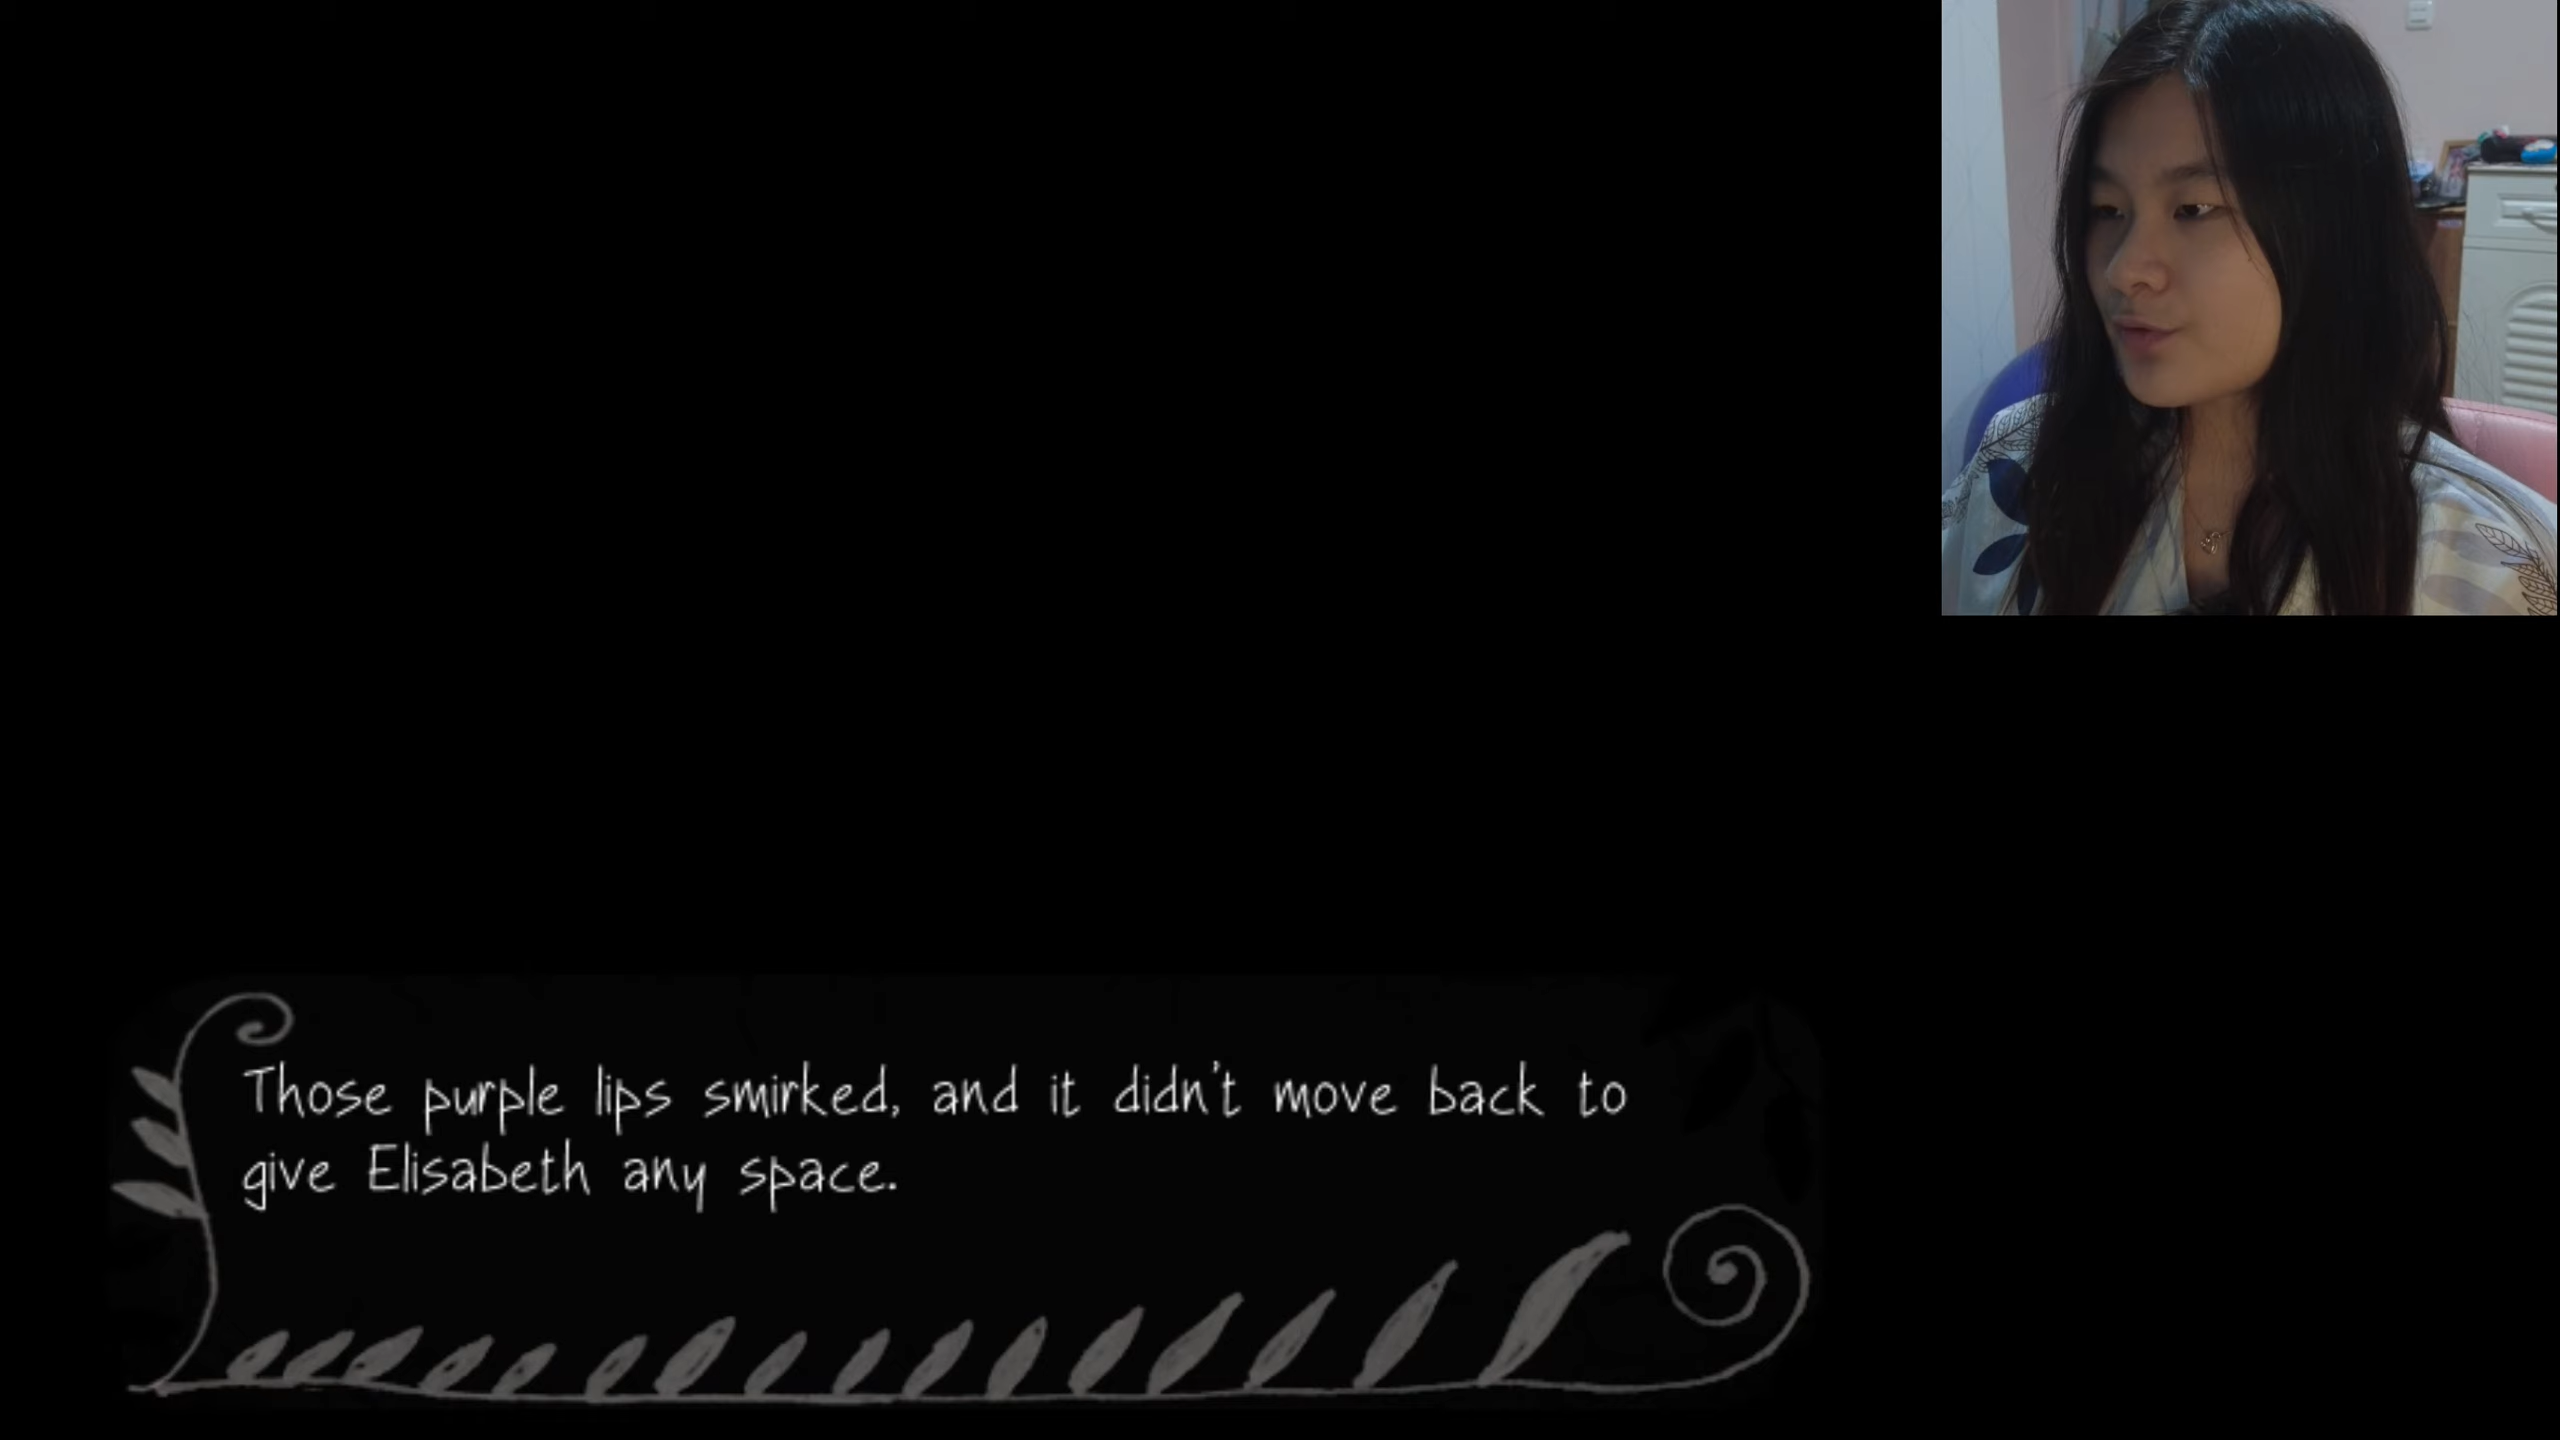 Those purple lips smirked, and it didn't move back to
give Elisabeth any space.